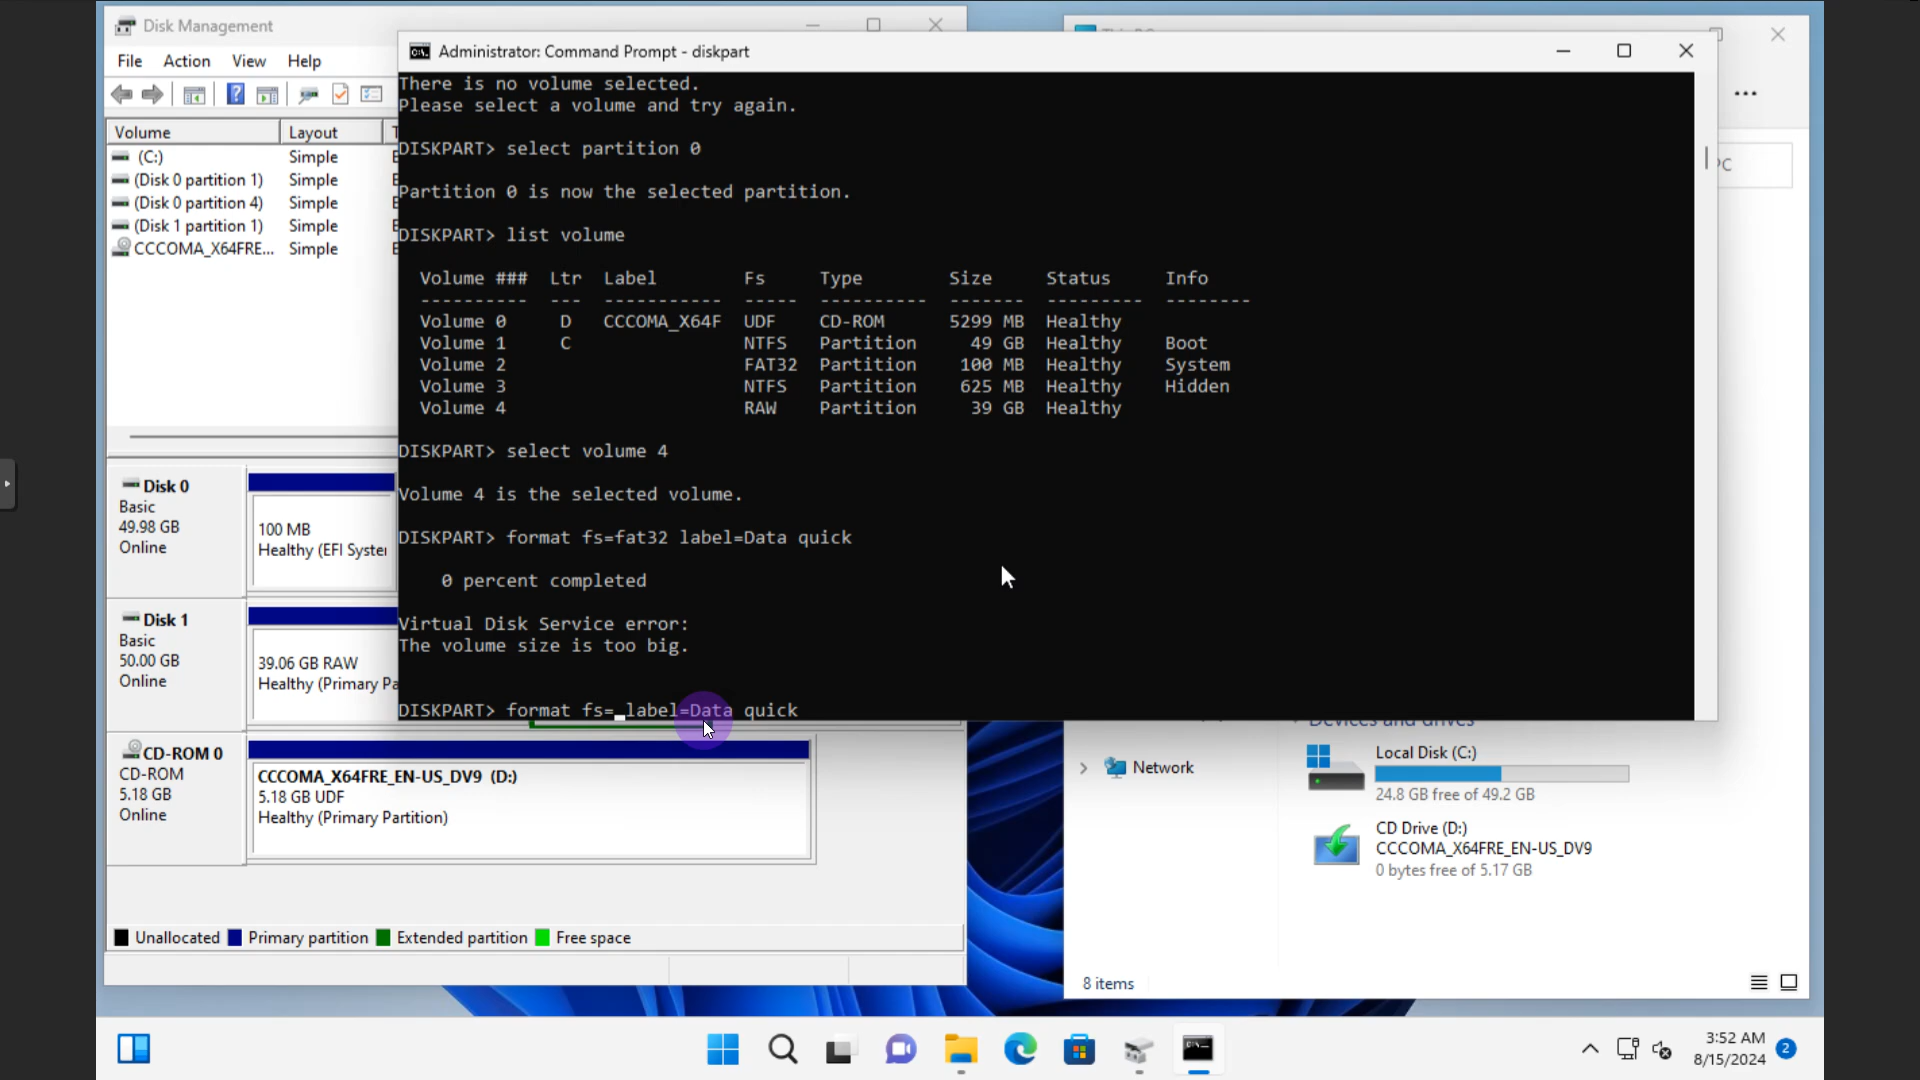 Disk Management
File Action View Help
Volume Layout
(C:) Simple
(Disk 0 partition 1) Simple
(Disk 0 partition 4) Simple
(Disk 1 partition 1) Simple
CCCOMA_X64FRE... Simple
Disk 0
Basic
49.98 GB
Online
100 MB
Healthy (EFI Syster
Disk 1
Basic
50.00 GB
Online
39.06 GB RAW
Healthy (Primary Pa
CD-ROM 0
CD-ROM
5.18 GB
Online
CCCOMA_X64FRE_EN-US_DV9 (D:)
5.18 GB UDF
Healthy (Primary Partition)
Unallocated Primary partition Extended partition Free space
Administrator: Command Prompt - diskpart
There is no volume selected.
Please select a volume and try again.
DISKPART> select partition 0
Partition 0 is now the selected partition.
DISKPART> list volume
Volume ### Ltr Label Fs Type Size Status Info
---------- --- ----------- ----- ---------- ------- --------- --------
Volume 0 D CCCOMA_X64F UDF CD-ROM 5299 MB Healthy
Volume 1 C NTFS Partition 49 GB Healthy Boot
Volume 2 FAT32 Partition 100 MB Healthy System
Volume 3 NTFS Partition 625 MB Healthy Hidden
Volume 4 RAW Partition 39 GB Healthy
DISKPART> select volume 4
Volume 4 is the selected volume.
DISKPART> format fs=fat32 label=Data quick
0 percent completed
Virtual Disk Service error:
The volume size is too big.
DISKPART> format fs=_label=Data quick
PC
Devices and drives
Network
Local Disk (C:)
24.8 GB free of 49.2 GB
CD Drive (D:)
CCCOMA_X64FRE_EN-US_DV9
0 bytes free of 5.17 GB
8 items
3:52 AM
8/15/2024
2